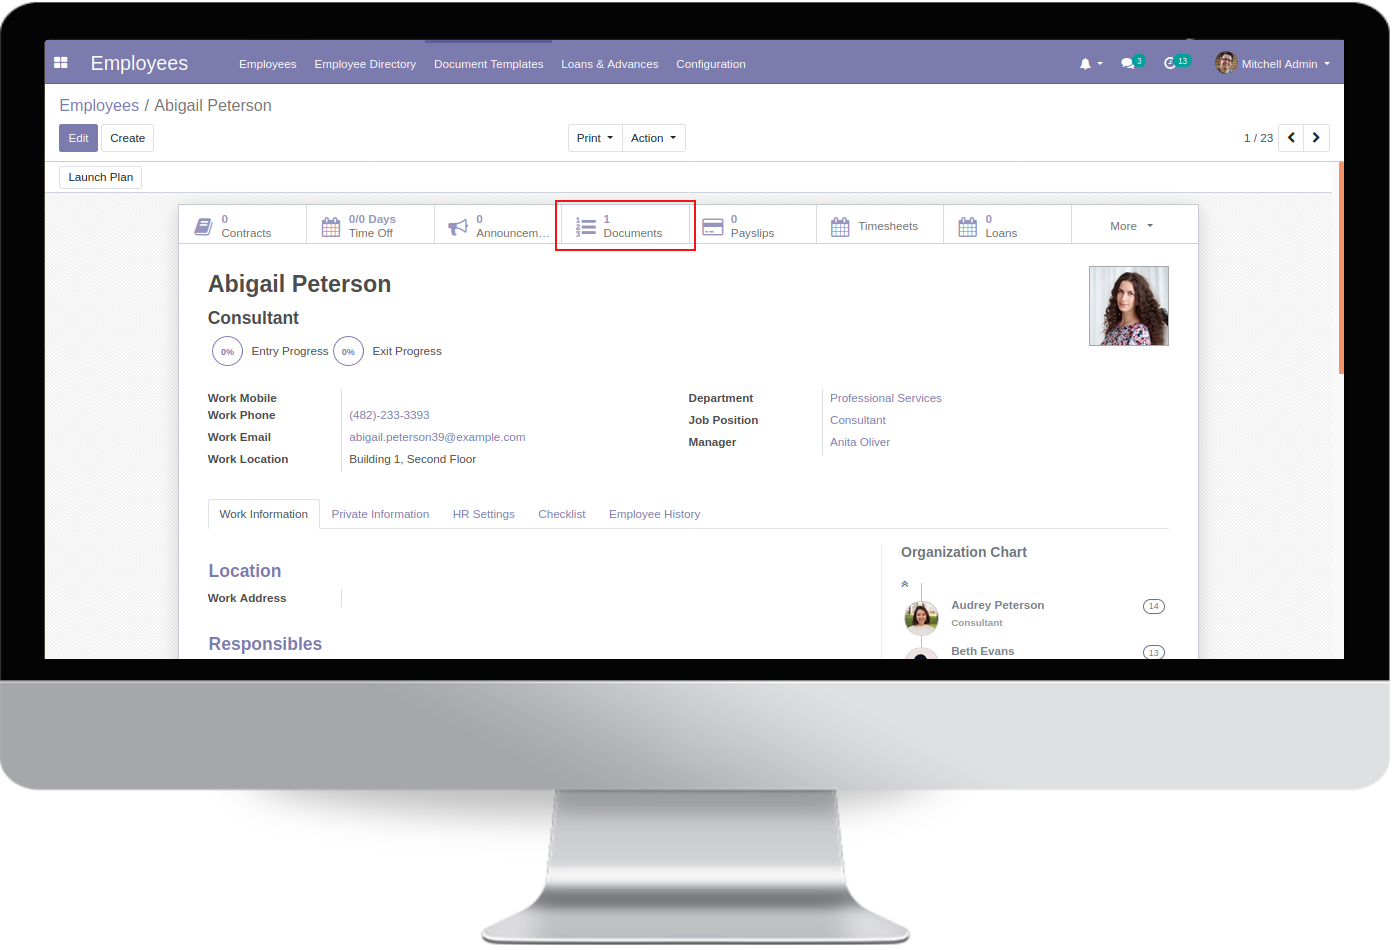 Employees Employees Employee Directory Document Templates Loans & Advances Configuration 3 13 Mitchell Admin
Employees / Abigail Peterson
Edit Create Print Action 1 / 23
Launch Plan
0 Contracts
0/0 Days Time Off
0 Announcem...
1 Documents
0 Payslips
Timesheets
0 Loans
More
Abigail Peterson
Consultant
0% Entry Progress 0% Exit Progress
Work Mobile
Work Phone (482)-233-3393
Work Email abigail.peterson39@example.com
Work Location Building 1, Second Floor
Department Professional Services
Job Position Consultant
Manager Anita Oliver
Work Information Private Information HR Settings Checklist Employee History
Location
Work Address
Responsibles
Organization Chart
Audrey Peterson 14
Consultant
Beth Evans 13